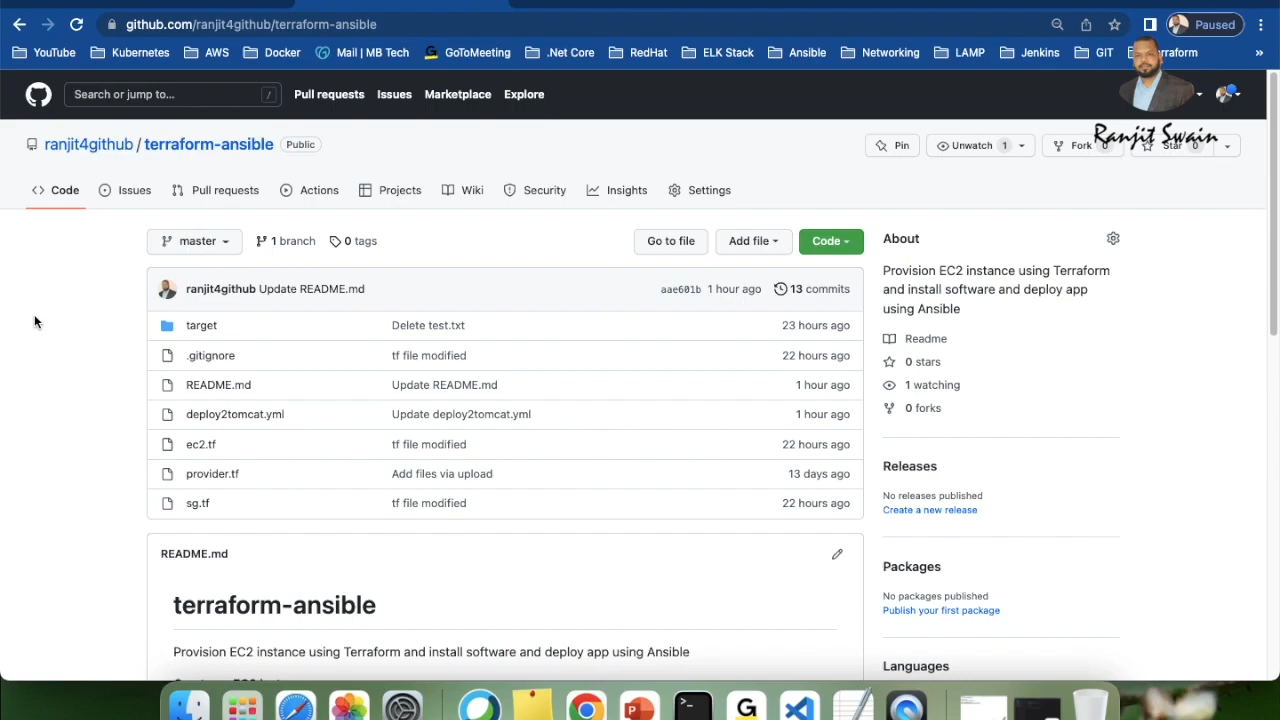 github.com/ranjit4github/terraform-ansible
Paused
YouTube Kubernetes AWS Docker Mail | MB Tech GoToMeeting .Net Core RedHat ELK Stack Ansible Networking LAMP Jenkins GIT »
Search or jump to... / Pull requests Issues Marketplace Explore
Ranjit Swain
ranjit4github / terraform-ansible Public
Pin Unwatch 1 Fork 0 Star 0
Code Issues Pull requests Actions Projects Wiki Security Insights Settings
master 1 branch 0 tags Go to file Add file Code
ranjit4github Update README.md aae601b 1 hour ago 13 commits
target Delete test.txt 23 hours ago
.gitignore tf file modified 22 hours ago
README.md Update README.md 1 hour ago
deploy2tomcat.yml Update deploy2tomcat.yml 1 hour ago
ec2.tf tf file modified 22 hours ago
provider.tf Add files via upload 13 days ago
sg.tf tf file modified 22 hours ago
README.md
terraform-ansible
Provision EC2 instance using Terraform and install software and deploy app using Ansible
About
Provision EC2 instance using Terraform
and install software and deploy app
using Ansible
Readme
0 stars
1 watching
0 forks
Releases
No releases published
Create a new release
Packages
No packages published
Publish your first package
Languages